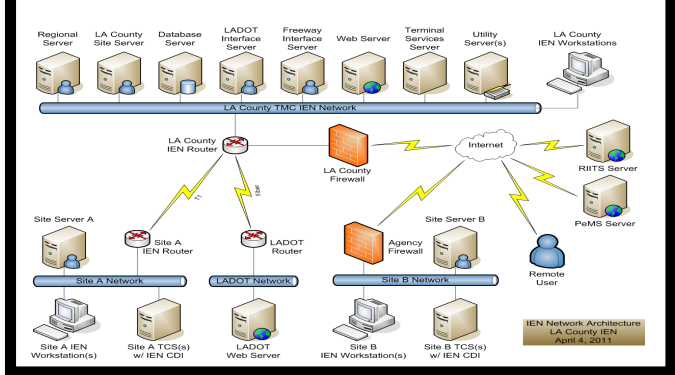 Regional
Server
LA County
Site Server
Database
Server
LADOT
Interface
Server
Freeway
Interface
Server
Web Server
Terminal
Services
Server
Utility
Server(s)
LA County
IEN Workstations
LA County TMC IEN Network
LA County
IEN Router
LA County
Firewall
Internet
RIITS Server
PeMS Server
Remote
User
T1
Fiber
Site Server A
Site A
IEN Router
LADOT
Router
Agency
Firewall
Site Server B
Site A Network
LADOT Network
Site B Network
Site A IEN
Workstation(s)
Site A TCS(s)
w/ IEN CDI
LADOT
Web Server
Site B
IEN Workstation(s)
Site B TCS(s)
w/ IEN CDI
IEN Network Architecture
LA County IEN
April 4, 2011